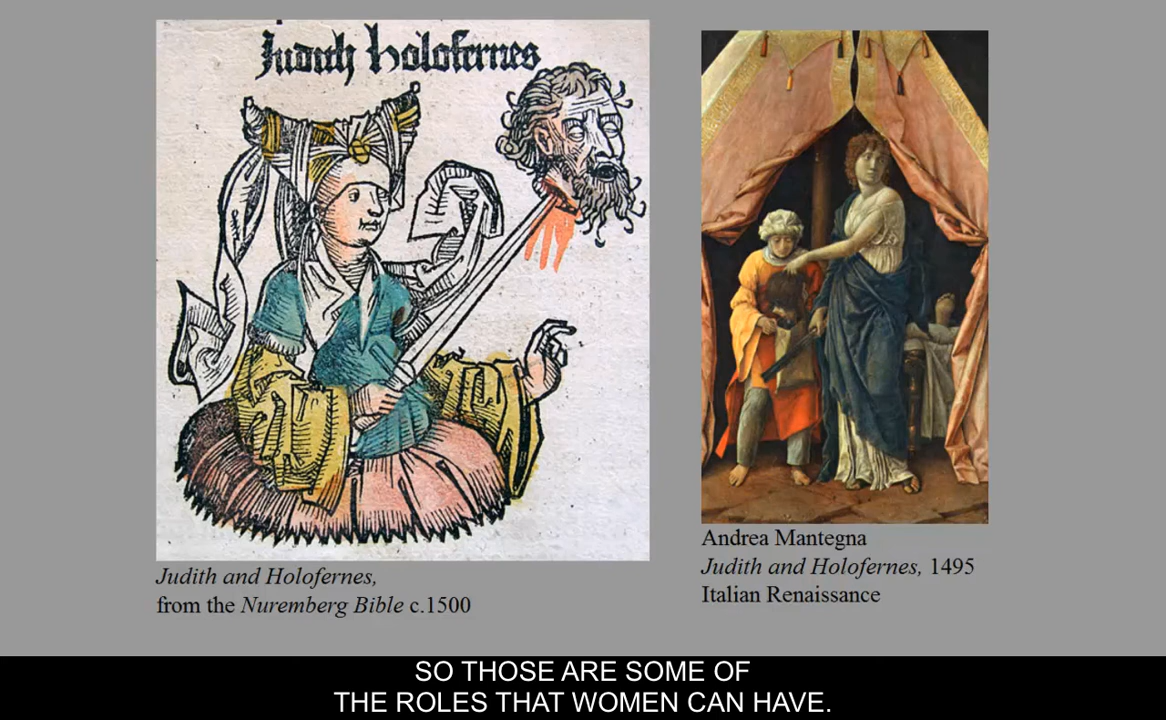 Judith Holofernes
Judith and Holofernes,
from the Nuremberg Bible c.1500
Andrea Mantegna
Judith and Holofernes, 1495
Italian Renaissance
SO THOSE ARE SOME OF
THE ROLES THAT WOMEN CAN HAVE.